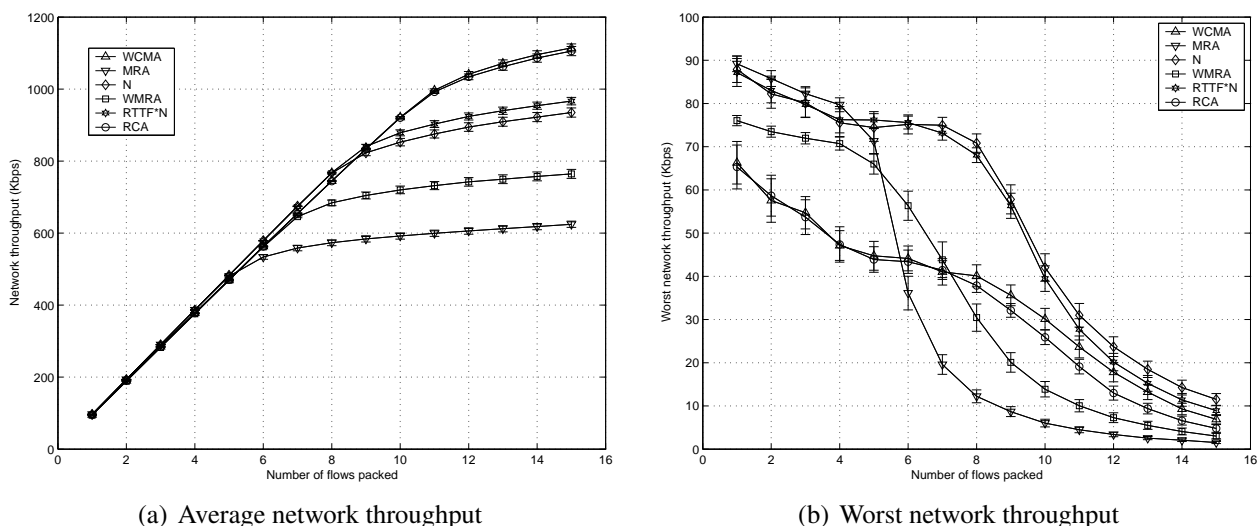 1200
1000
800
600
400
200
0
Network throughput (Kbps)
WCMA
MRA
N
WMRA
RTTF*N
RCA
0 2 4 6 8 10 12 14 16
Number of flows packed
(a) Average network throughput
100
90
80
70
60
50
40
30
20
10
0
Worst network throughput (Kbps)
WCMA
MRA
N
WMRA
RTTF*N
RCA
0 2 4 6 8 10 12 14 16
Number of flows packed
(b) Worst network throughput